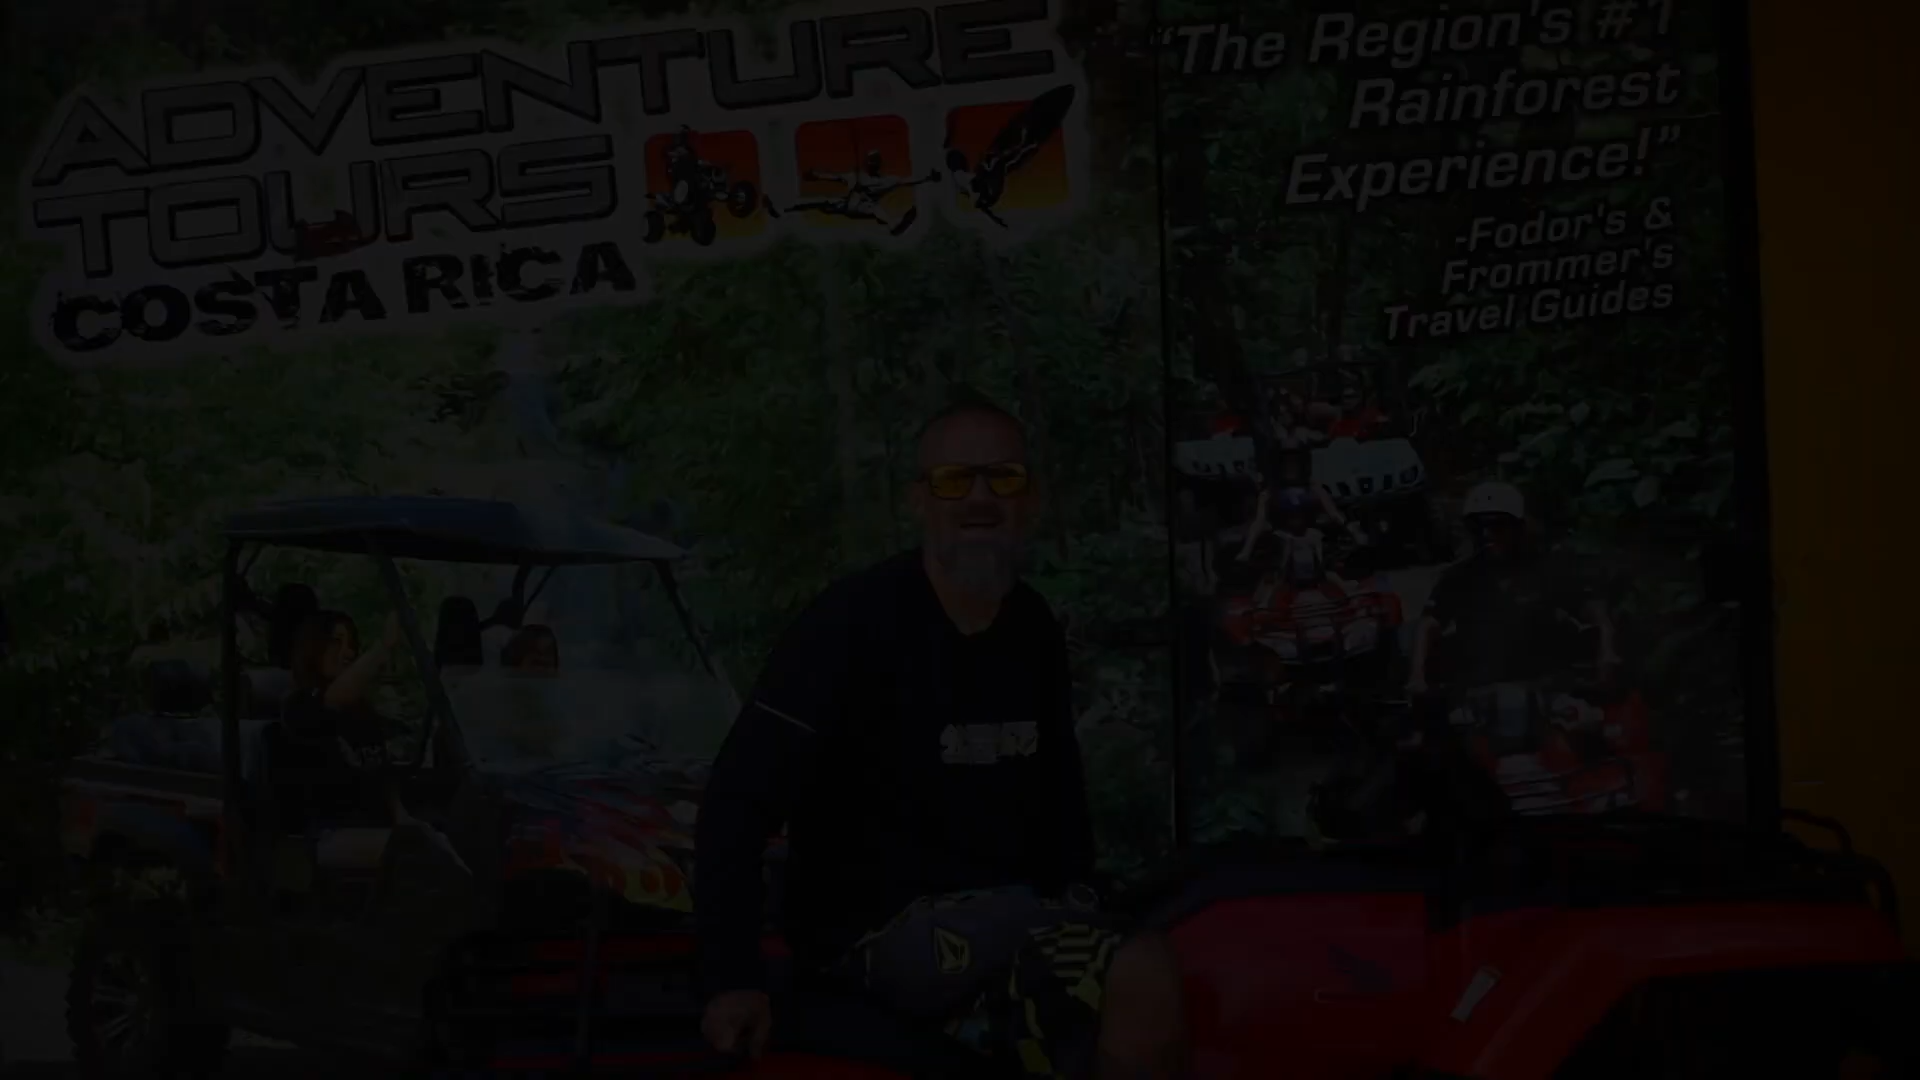 ADVENTURE
TOURS
COSTA RICA
“The Region's #1
Rainforest
Experience!”
-Fodor's &
Frommer's
Travel Guides